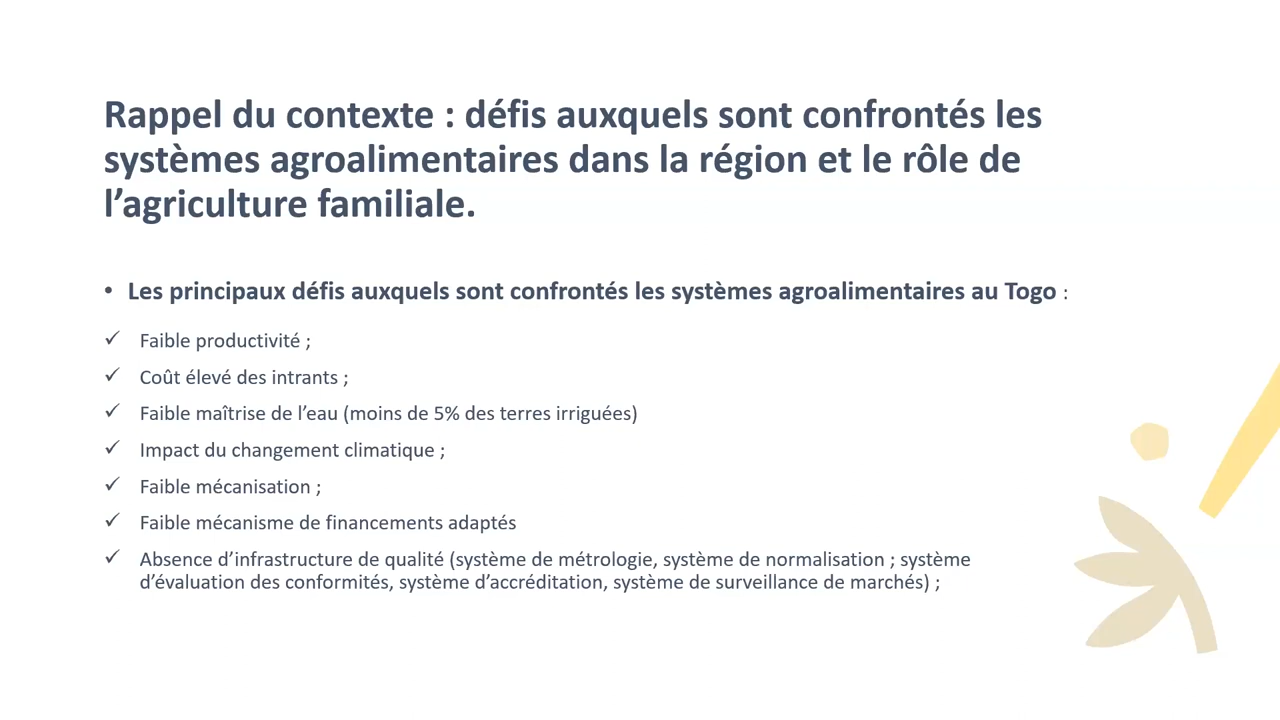 Rappel du contexte : défis auxquels sont confrontés les
systèmes agroalimentaires dans la région et le rôle de
l’agriculture familiale.
• Les principaux défis auxquels sont confrontés les systèmes agroalimentaires au Togo :
✓ Faible productivité ;
✓ Coût élevé des intrants ;
✓ Faible maîtrise de l’eau (moins de 5% des terres irriguées)
✓ Impact du changement climatique ;
✓ Faible mécanisation ;
✓ Faible mécanisme de financements adaptés
✓ Absence d’infrastructure de qualité (système de métrologie, système de normalisation ; système
d’évaluation des conformités, système d’accréditation, système de surveillance de marchés) ;